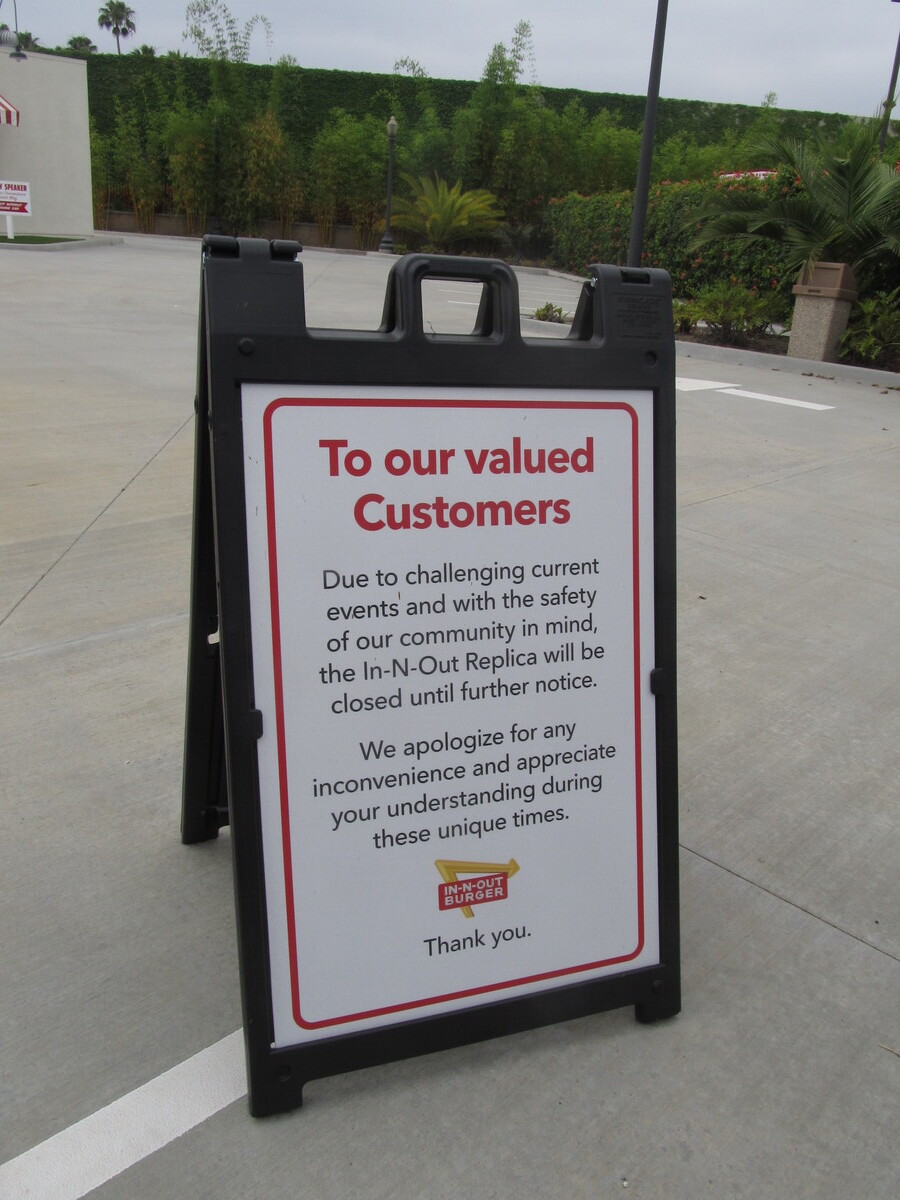 SPEAKER
To our valued
Customers
Due to challenging current
events and with the safety
of our community in mind,
the In-N-Out Replica will be
closed until further notice.
We apologize for any
inconvenience and appreciate
your understanding during
these unique times.
IN-N-OUT
BURGER
Thank you.